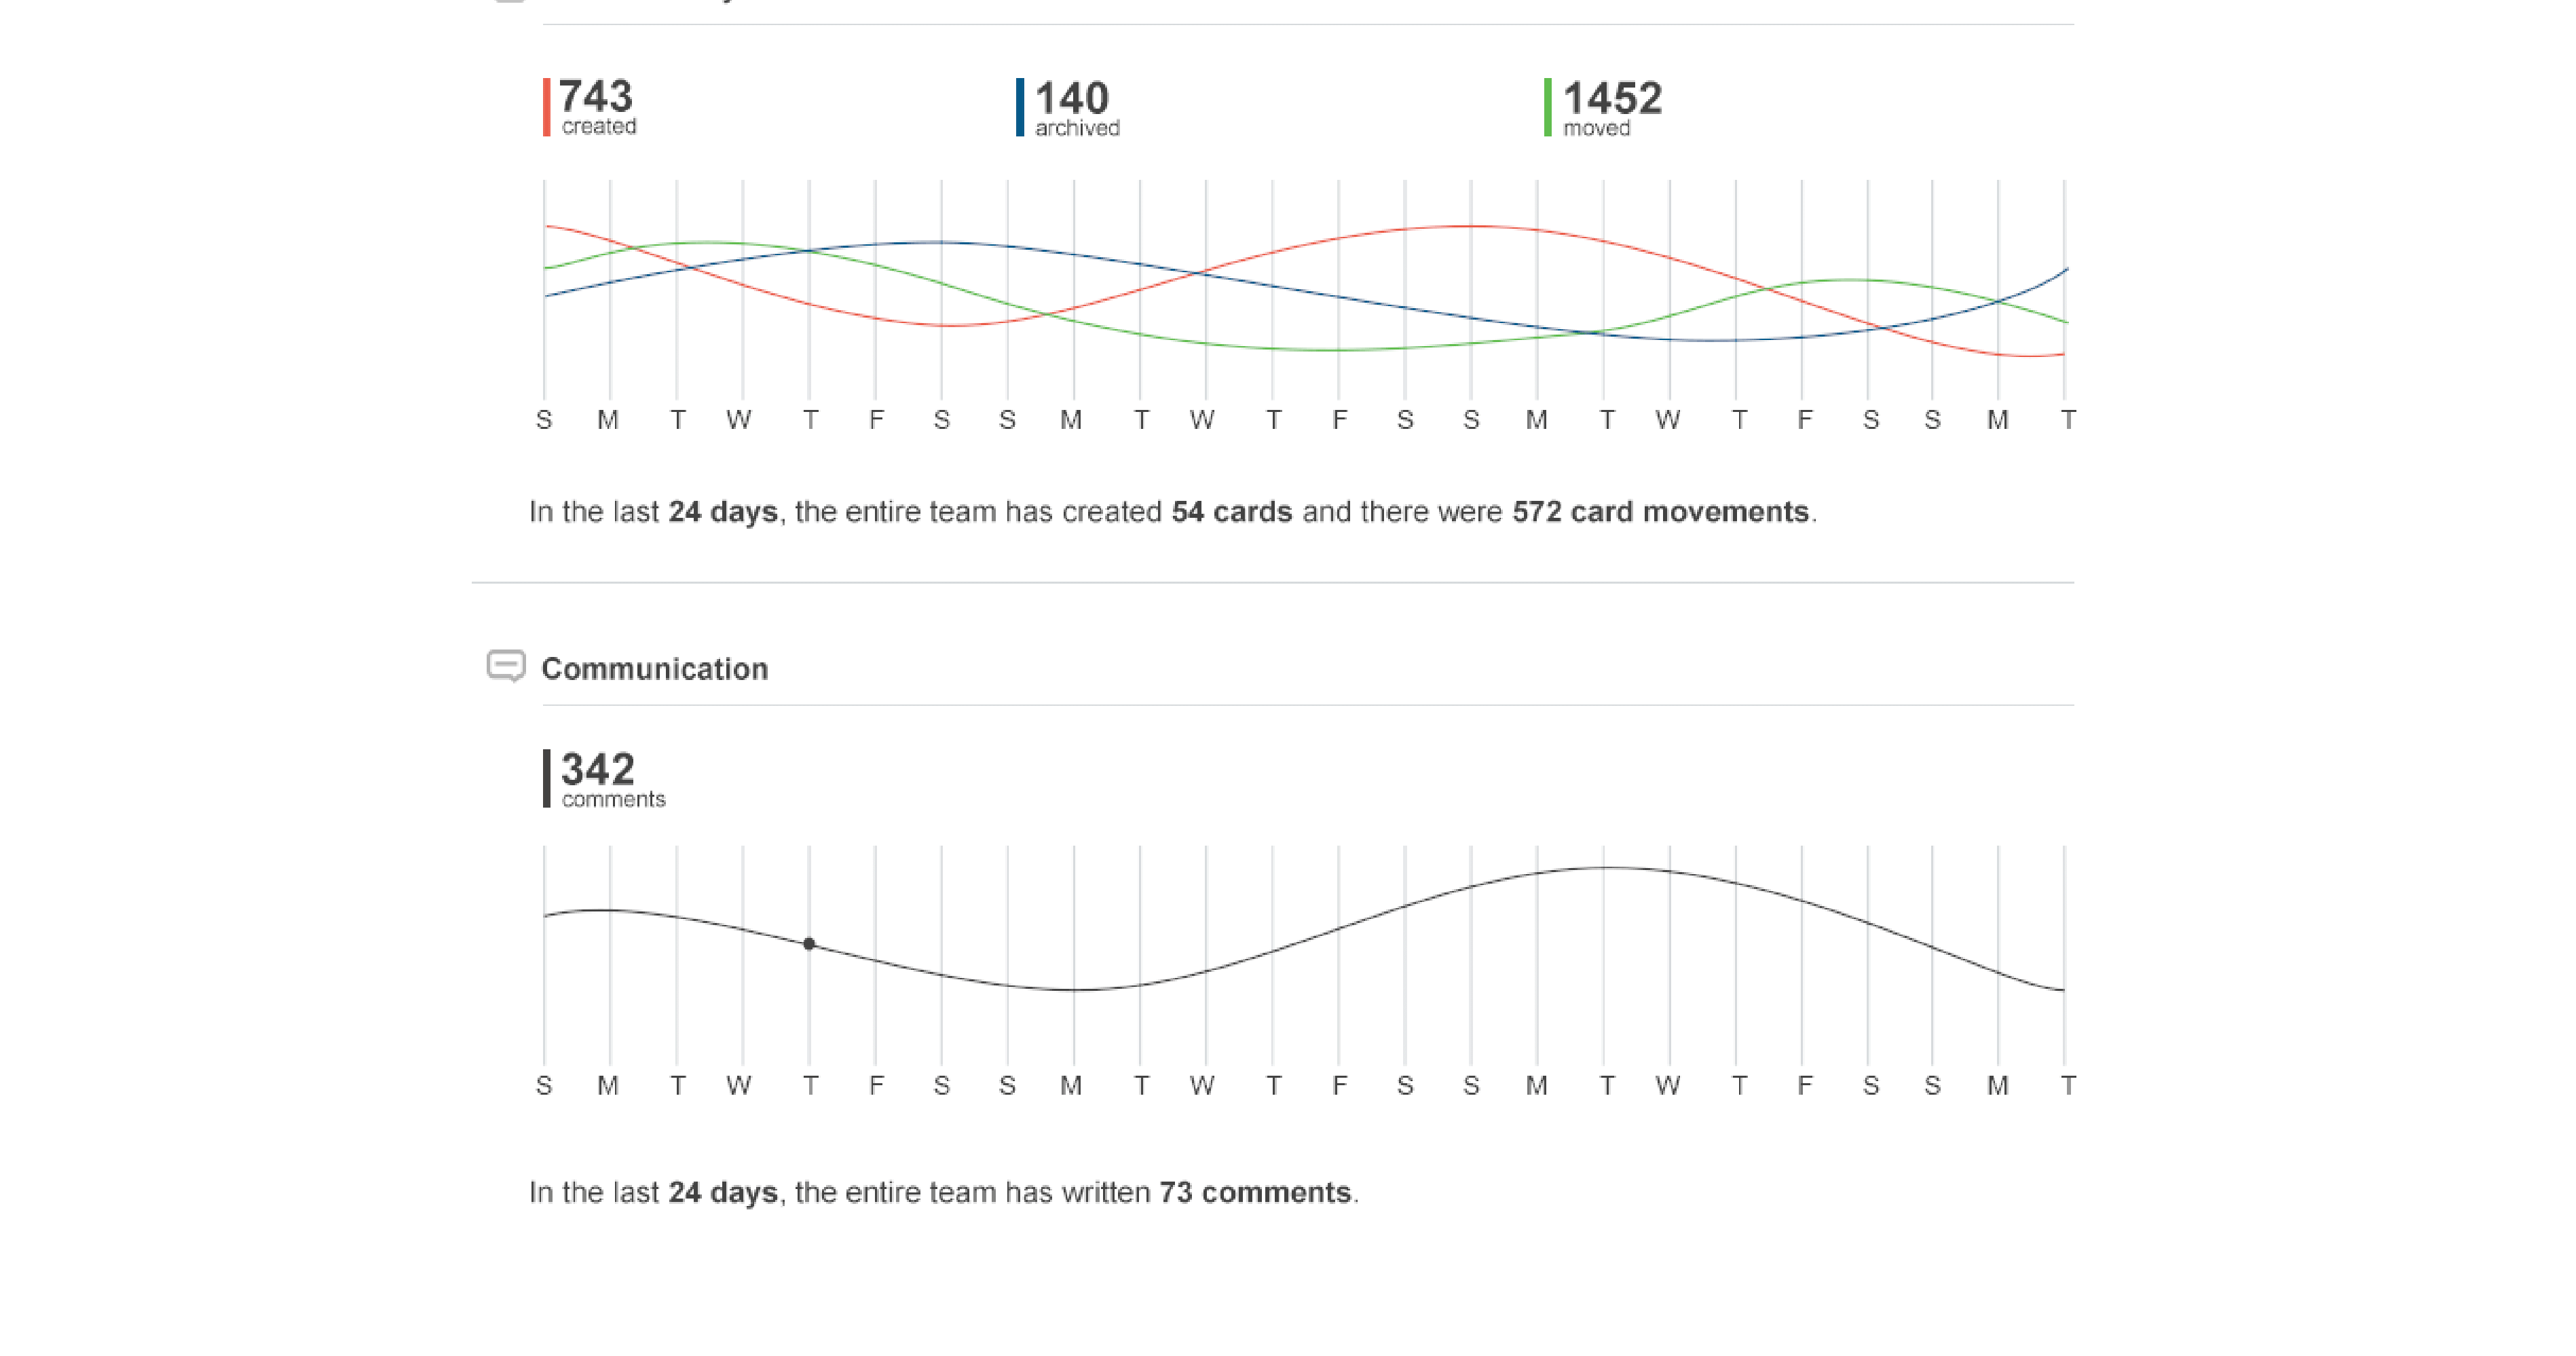 743 140 1452
created archived moved
S M T W T F S S M T W T F S S M T W T F S S M T
In the last 24 days, the entire team has created 54 cards and there were 572 card movements.
Communication
342
comments
S M T W T F S S M T W T F S S M T W T F S S M T
In the last 24 days, the entire team has written 73 comments.